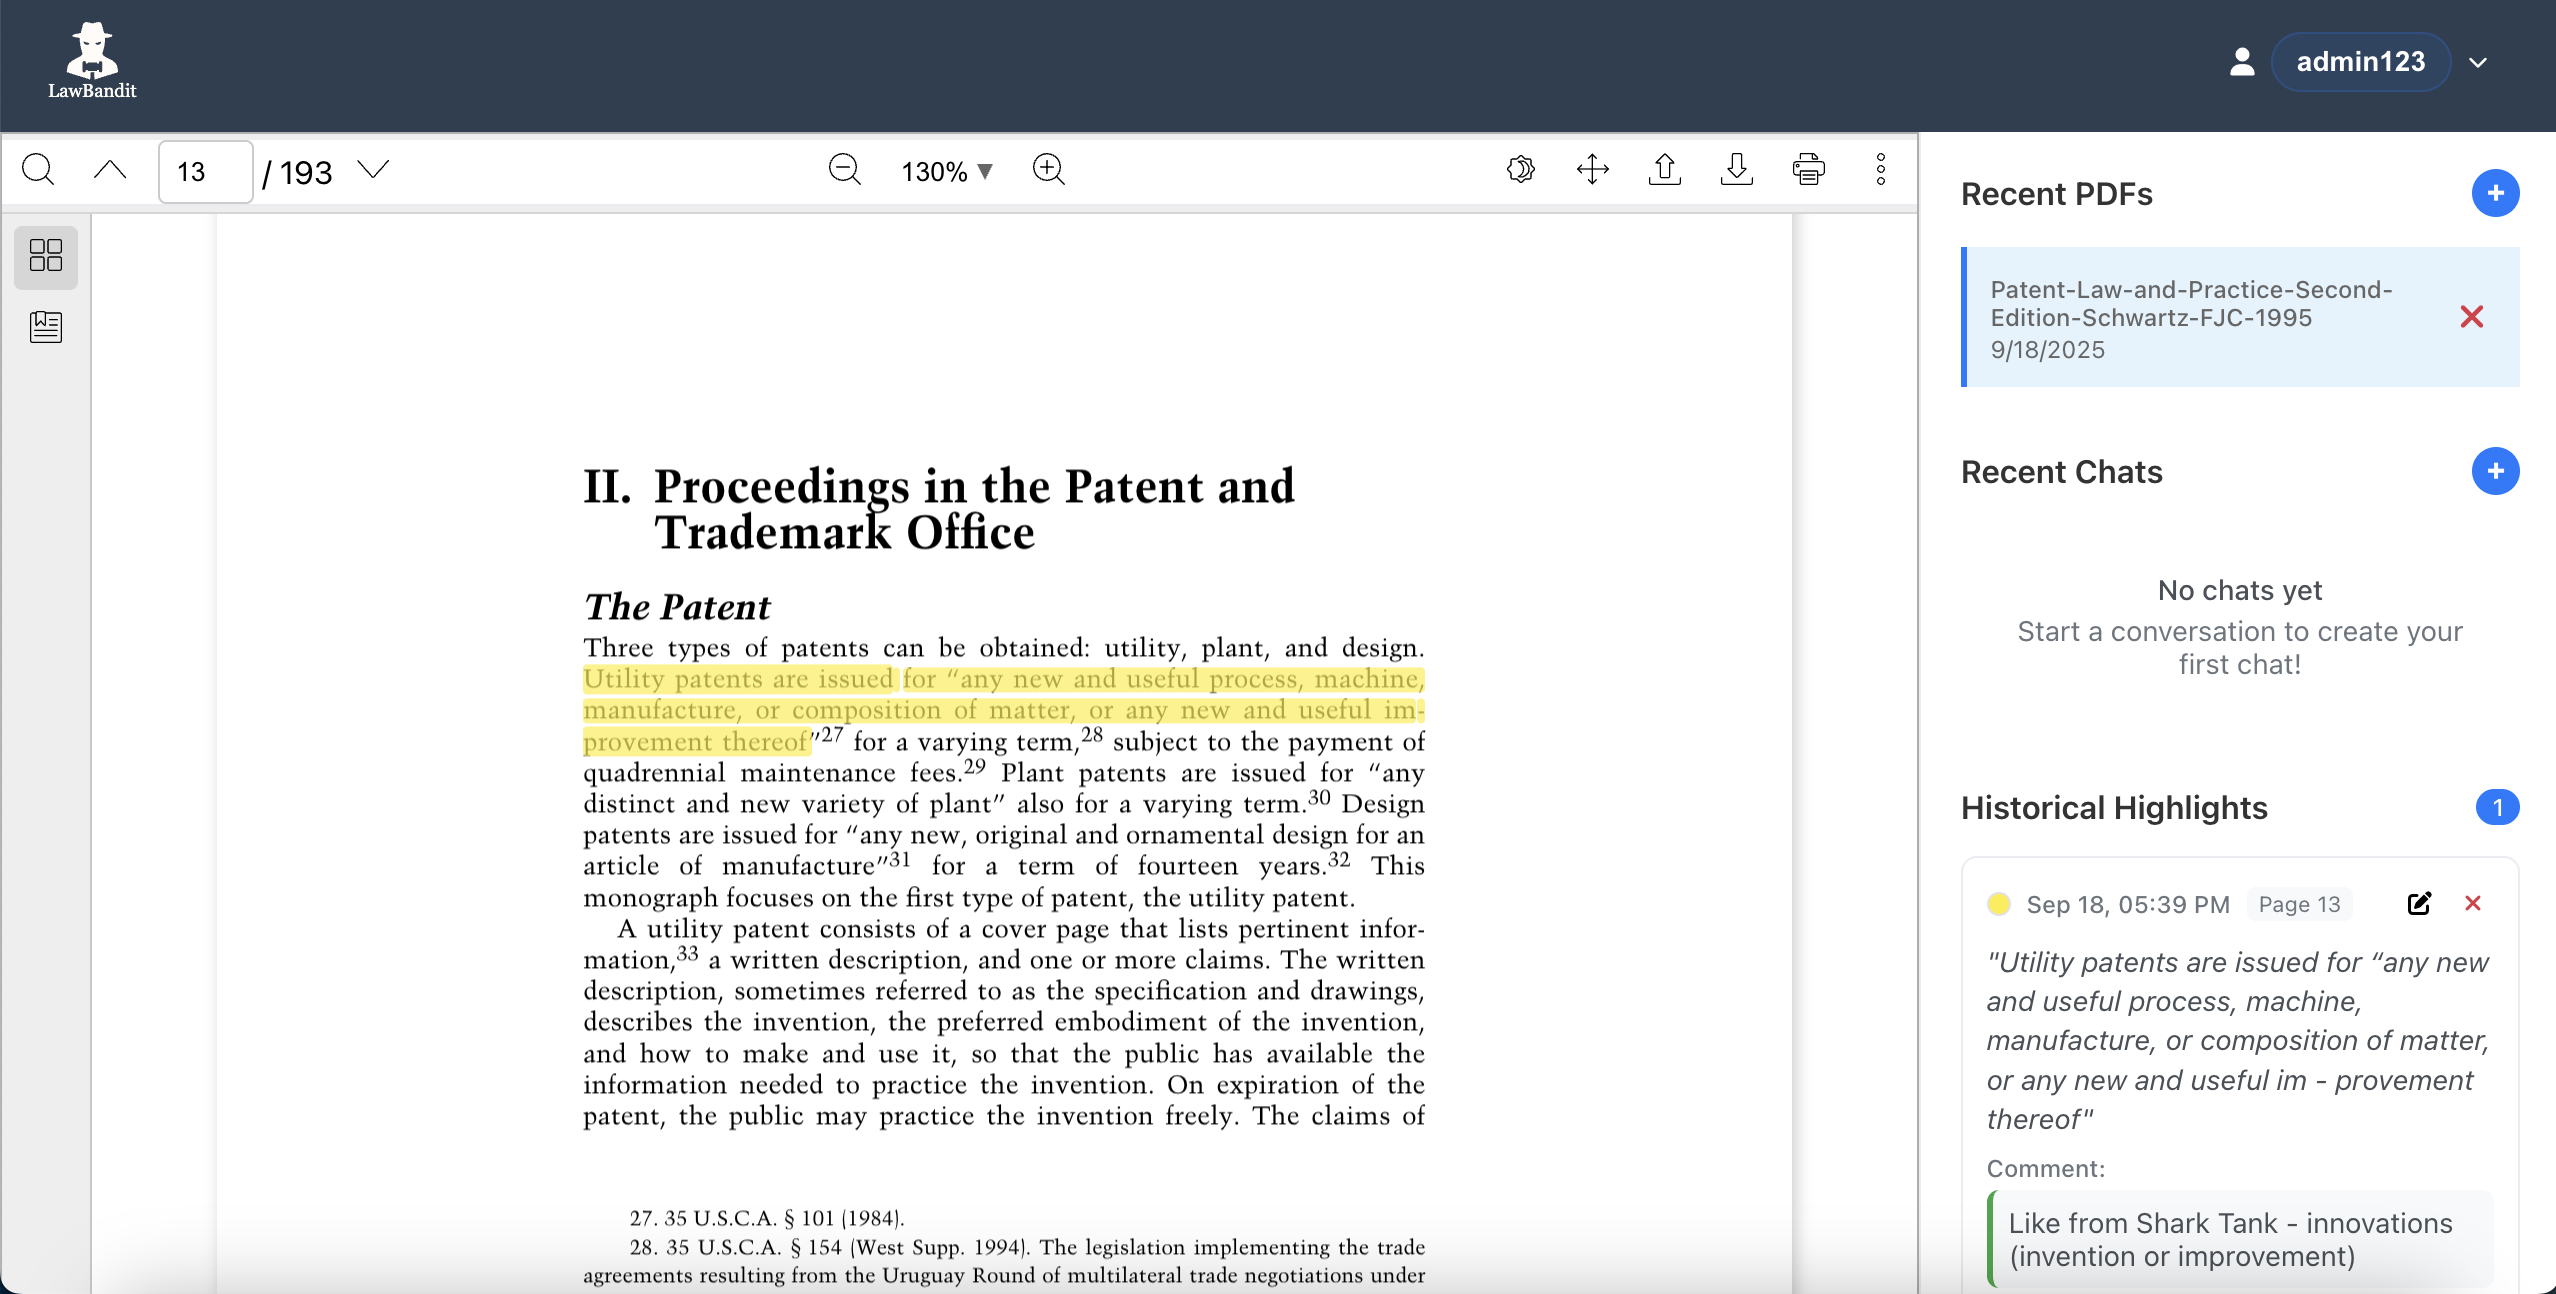 LawBandit
admin123
13 / 193
130%
II. Proceedings in the Patent and
Trademark Office
The Patent
Three types of patents can be obtained: utility, plant, and design.
Utility patents are issued for “any new and useful process, machine,
manufacture, or composition of matter, or any new and useful im-
provement thereof”27 for a varying term,28 subject to the payment of
quadrennial maintenance fees.29 Plant patents are issued for “any
distinct and new variety of plant” also for a varying term.30 Design
patents are issued for “any new, original and ornamental design for an
article of manufacture”31 for a term of fourteen years.32 This
monograph focuses on the first type of patent, the utility patent.
A utility patent consists of a cover page that lists pertinent infor-
mation,33 a written description, and one or more claims. The written
description, sometimes referred to as the specification and drawings,
describes the invention, the preferred embodiment of the invention,
and how to make and use it, so that the public has available the
information needed to practice the invention. On expiration of the
patent, the public may practice the invention freely. The claims of
27. 35 U.S.C.A. § 101 (1984).
28. 35 U.S.C.A. § 154 (West Supp. 1994). The legislation implementing the trade
agreements resulting from the Uruguay Round of multilateral trade negotiations under
Recent PDFs
Patent-Law-and-Practice-Second-
Edition-Schwartz-FJC-1995
9/18/2025
Recent Chats
No chats yet
Start a conversation to create your
first chat!
Historical Highlights 1
Sep 18, 05:39 PM Page 13
"Utility patents are issued for “any new
and useful process, machine,
manufacture, or composition of matter,
or any new and useful im - provement
thereof"
Comment:
Like from Shark Tank - innovations
(invention or improvement)